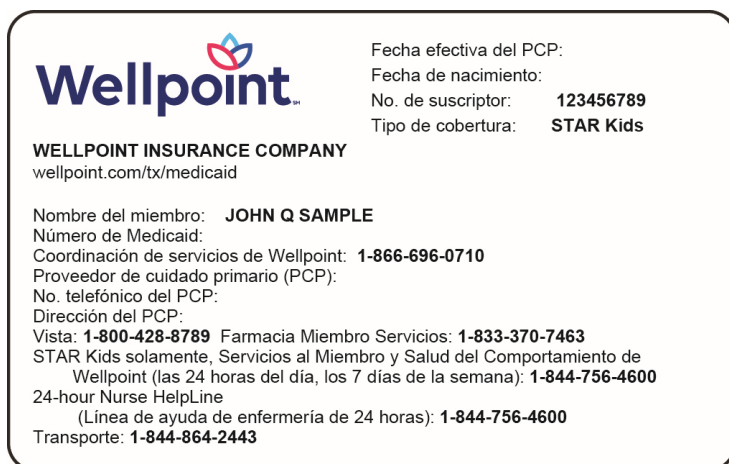 Wellpoint SM
Fecha efectiva del PCP:
Fecha de nacimiento:
No. de suscriptor: 123456789
Tipo de cobertura: STAR Kids
WELLPOINT INSURANCE COMPANY
wellpoint.com/tx/medicaid
Nombre del miembro: JOHN Q SAMPLE
Número de Medicaid:
Coordinación de servicios de Wellpoint: 1-866-696-0710
Proveedor de cuidado primario (PCP):
No. telefónico del PCP:
Dirección del PCP:
Vista: 1-800-428-8789 Farmacia Miembro Servicios: 1-833-370-7463
STAR Kids solamente, Servicios al Miembro y Salud del Comportamiento de
Wellpoint (las 24 horas del día, los 7 días de la semana): 1-844-756-4600
24-hour Nurse HelpLine
(Línea de ayuda de enfermería de 24 horas): 1-844-756-4600
Transporte: 1-844-864-2443